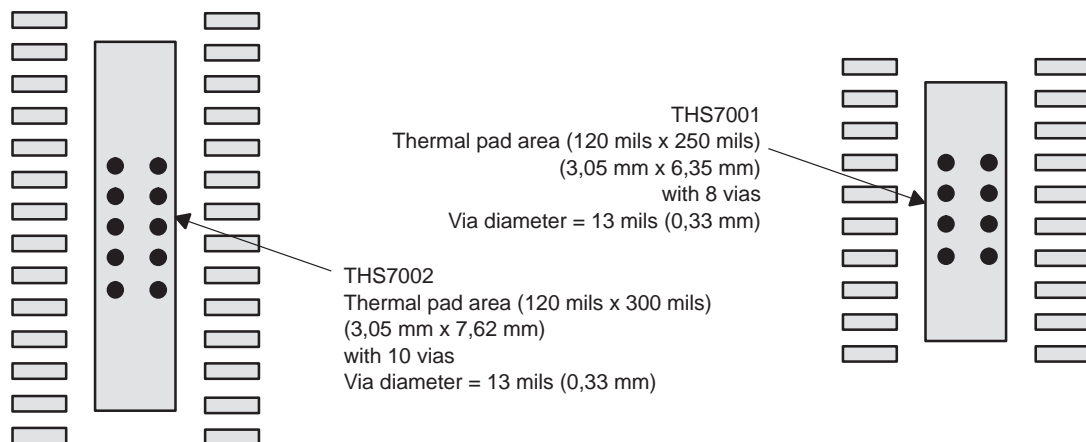 THS7001
Thermal pad area (120 mils x 250 mils)
(3,05 mm x 6,35 mm)
with 8 vias
Via diameter = 13 mils (0,33 mm)
THS7002
Thermal pad area (120 mils x 300 mils)
(3,05 mm x 7,62 mm)
with 10 vias
Via diameter = 13 mils (0,33 mm)